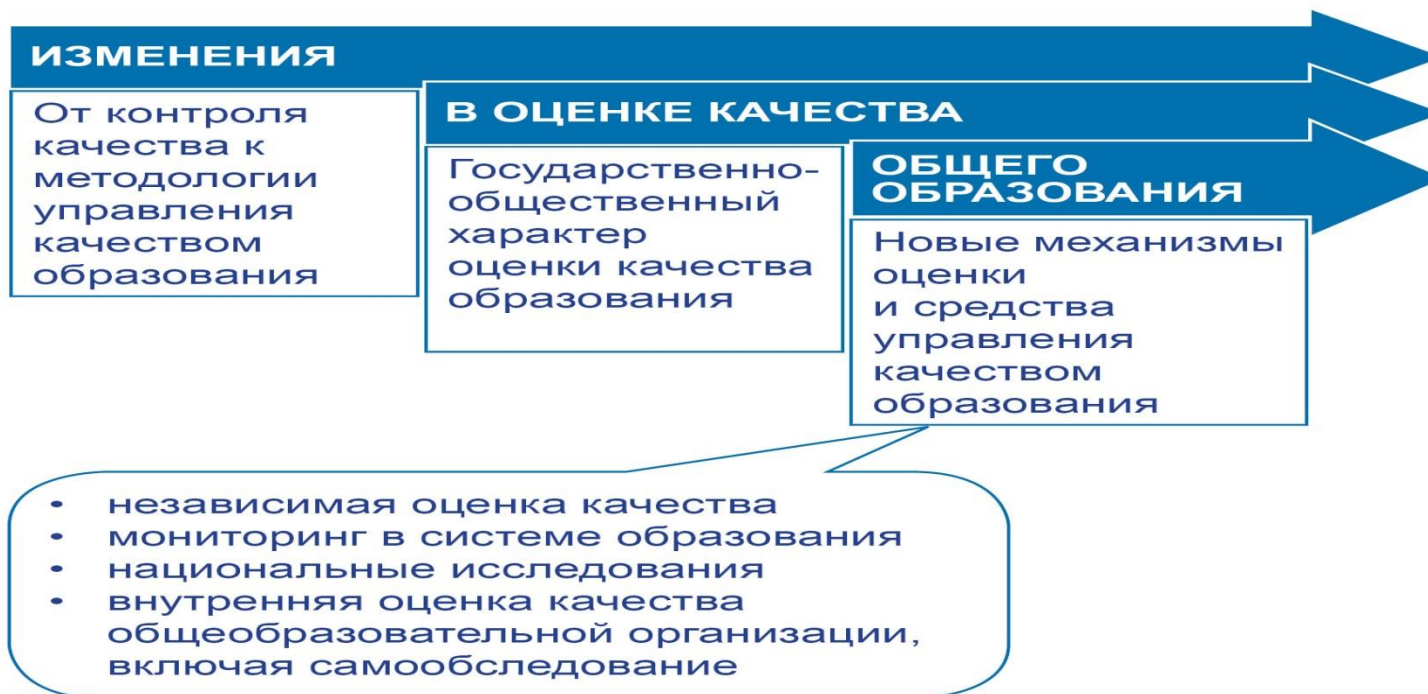 ИЗМЕНЕНИЯ
От контроля
качества к
методологии
управления
качеством
образования
В ОЦЕНКЕ КАЧЕСТВА
Государственно-
общественный
характер
оценки качества
образования
ОБЩЕГО
ОБРАЗОВАНИЯ
Новые механизмы
оценки
и средства
управления
качеством
образования
• независимая оценка качества
• мониторинг в системе образования
• национальные исследования
• внутренняя оценка качества
общеобразовательной организации,
включая самообследование